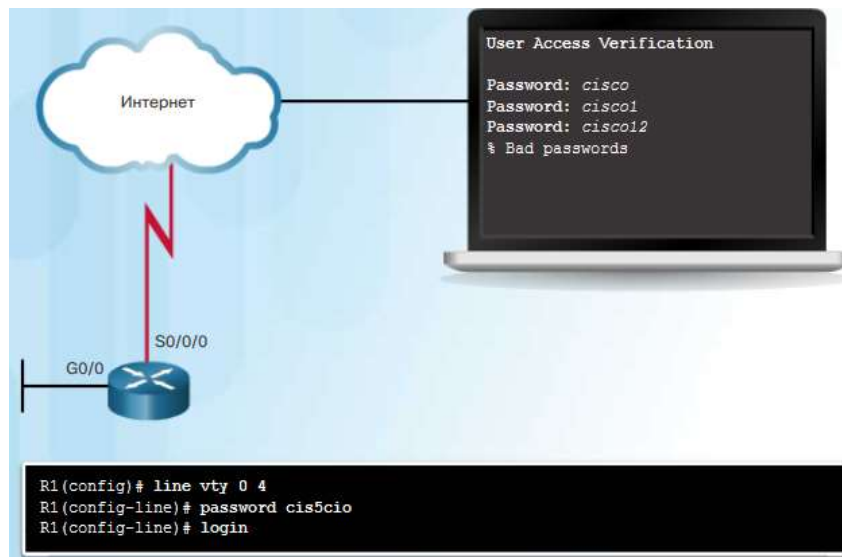 User Access Verification
Password: cisco
Password: cisco1
Password: cisco12
% Bad passwords
Интернет
S0/0/0
G0/0
R1(config)# line vty 0 4
R1(config-line)# password cis5cio
R1(config-line)# login